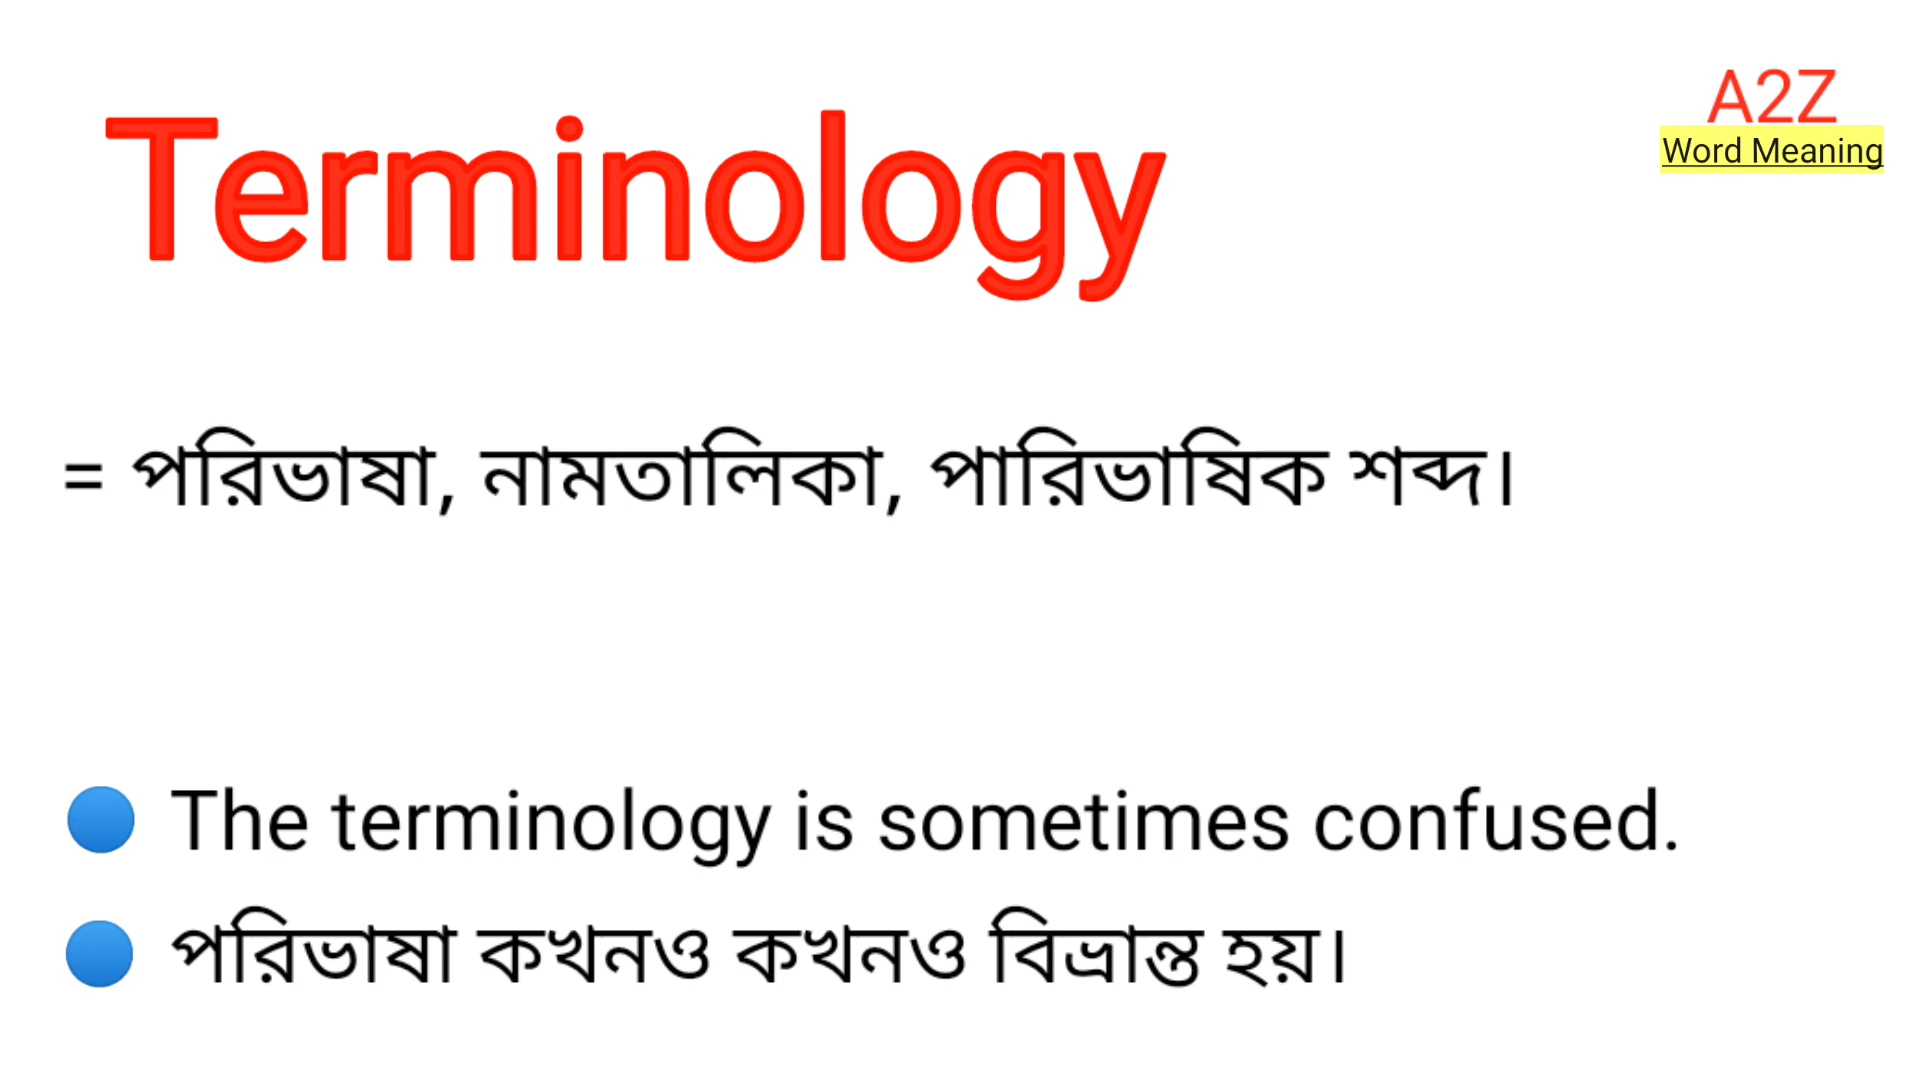 A2Z
Word Meaning
Terminology
= পরিভাষা, নামতালিকা, পারিভাষিক শব্দ।
The terminology is sometimes confused.
পরিভাষা কখনও কখনও বিভ্রান্ত হয়।